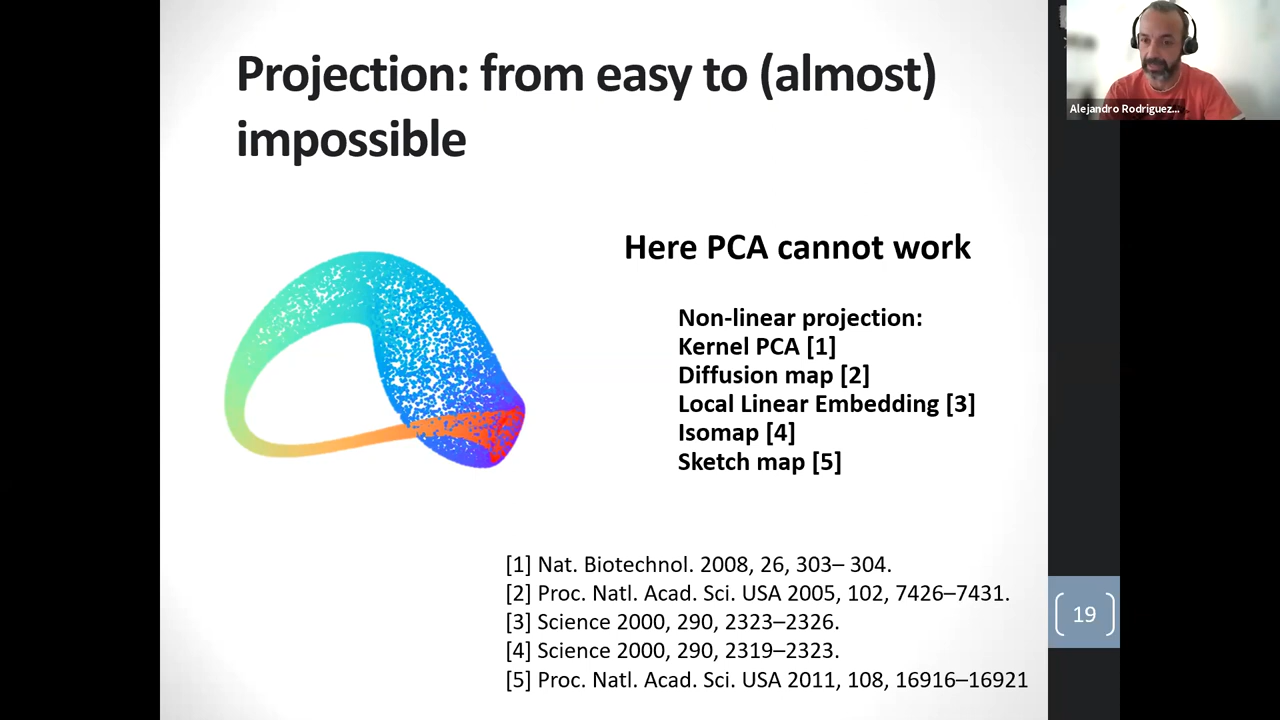 Projection: from easy to (almost)
impossible
Alejandro Rodriguez...
Here PCA cannot work
Non-linear projection:
Kernel PCA [1]
Diffusion map [2]
Local Linear Embedding [3]
Isomap [4]
Sketch map [5]
[1] Nat. Biotechnol. 2008, 26, 303– 304.
[2] Proc. Natl. Acad. Sci. USA 2005, 102, 7426–7431.
[3] Science 2000, 290, 2323–2326.
[4] Science 2000, 290, 2319–2323.
[5] Proc. Natl. Acad. Sci. USA 2011, 108, 16916–16921
19